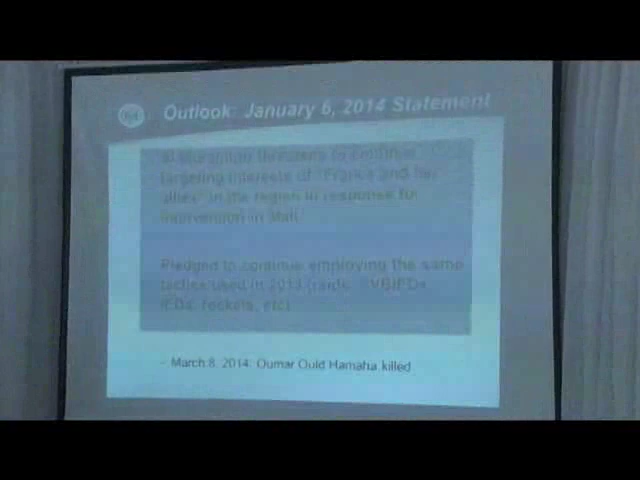 Outlook: January 6, 2014 Statement
threatens to continue
targeting interests of "France and her
allies" in the region in response for
intervention in Mali
Pledged to continue employing the same
tactics used in 2013 (raids,
IEDs, rockets, etc)
- March 8, 2014: Oumar Ould Hamaha killed